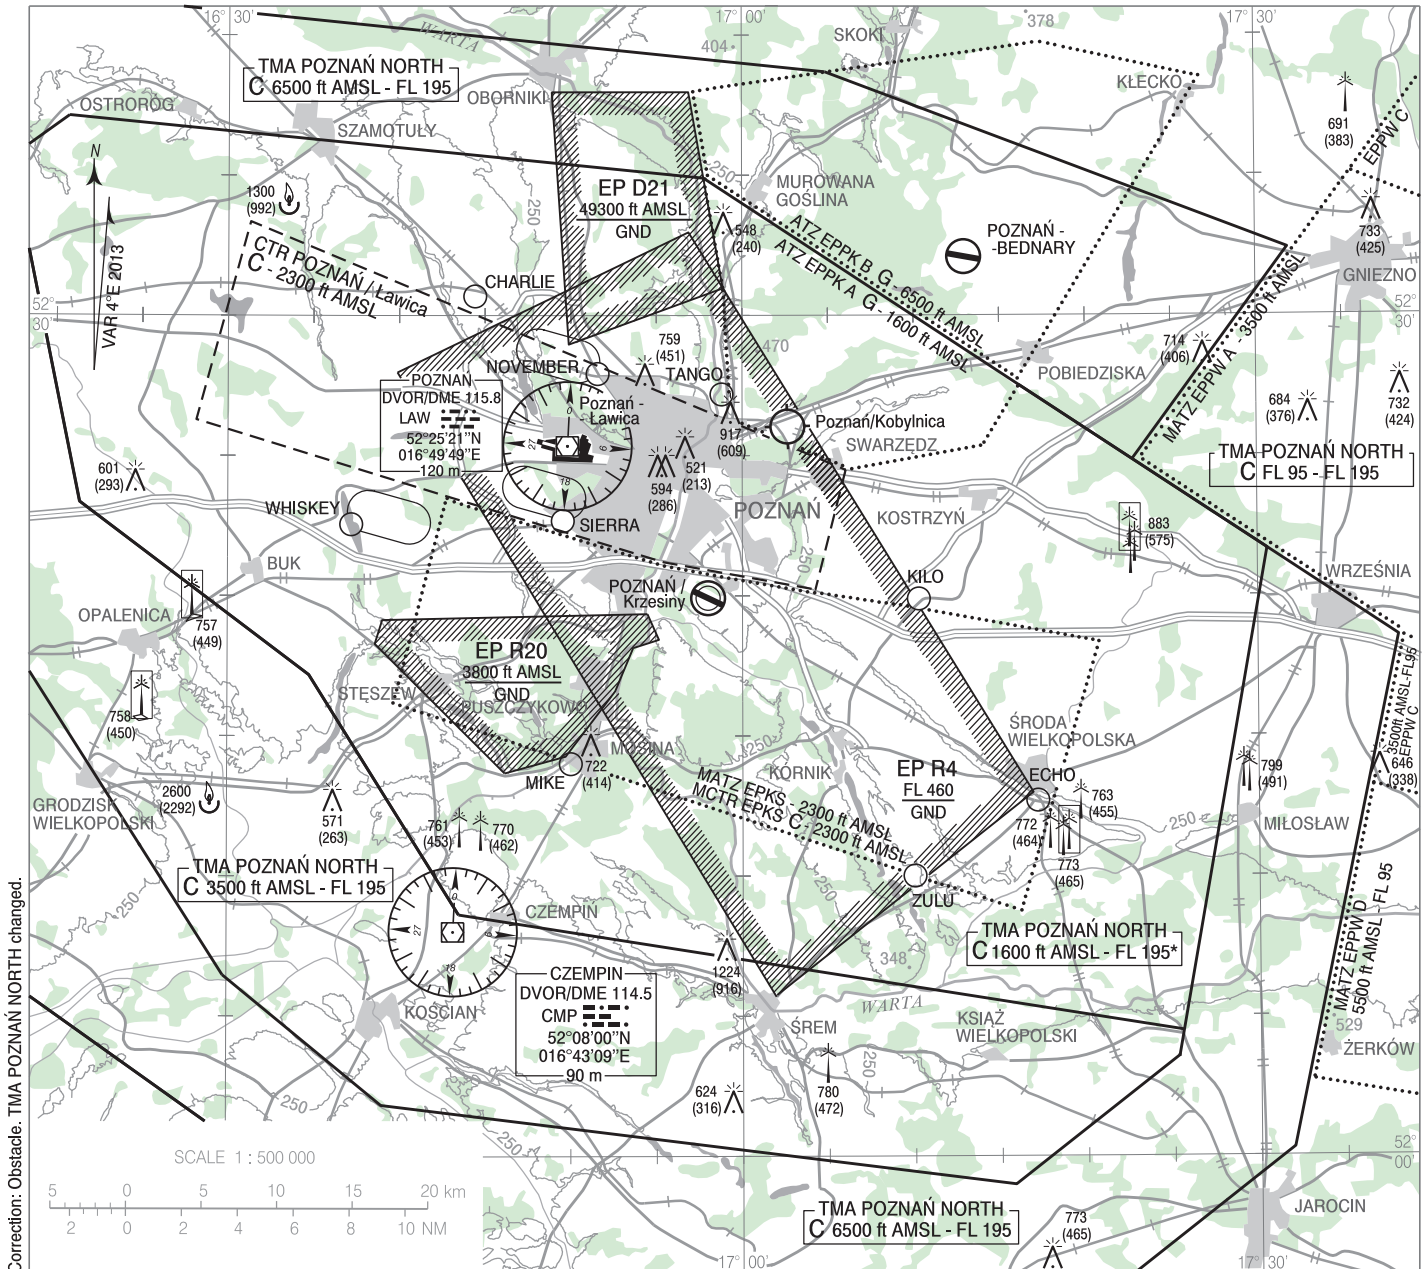 16° 30'
17° 00'
17° 30'
378
SKOKI
WARTA
404
TMA POZNAŃ NORTH
C 6500 ft AMSL - FL 195
KŁECKO
OSTRORÓG
OBORNIKI
SZAMOTUŁY
691
(383)
EPPW C
N
VAR 4°E 2013
1300
(992)
250
EP D21
49300 ft AMSL
GND
250
MUROWANA
GOŚLINA
548
(240)
ATZ EPPK B G - 6500 ft AMSL
ATZ EPPK A G - 1600 ft AMSL
POZNAŃ -
-BEDNARY
733
(425)
GNIEZNO
CTR POZNAŃ / Ławica
C - 2300 ft AMSL
CHARLIE
52°
30'
52°
30'
MATZ EPPW A - 3500 ft AMSL
759
(451)
470
714
(406)
NOVEMBER
TANGO
POBIEDZISKA
POZNAŃ
DVOR/DME 115.8
LAW
52°25'21"N
016°49'49"E
120 m
0
9
18
27
Poznań -
Ławica
917
(609)
Poznań/Kobylnica
SWARZĘDZ
684
(376)
732
(424)
TMA POZNAŃ NORTH
C FL 95 - FL 195
601
(293)
521
(213)
594
(286)
WHISKEY
SIERRA
POZNAŃ
KOSTRZYŃ
883
(575)
250
BUK
POZNAŃ /
Krzesiny
KILO
WRZEŚNIA
OPALENICA
757
(449)
EP R20
3800 ft AMSL
GND
STĘSZEW
PUSZCZYKOWO
758
(450)
MOSINA
722
(414)
MIKE
250
KÓRNIK
ŚRODA
WIELKOPOLSKA
3500ft AMSL-FL95
EPPW C
646
(338)
799
(491)
EP R4
FL 460
GND
ECHO
763
(455)
772
(464)
773
(465)
MATZ EPKS - 2300 ft AMSL
MCTR EPKS C - 2300 ft AMSL
250
MIŁOSŁAW
GRODZISK
WIELKOPOLSKI
2600
(2292)
571
(263)
761
(453)
770
(462)
TMA POZNAŃ NORTH
C 3500 ft AMSL - FL 195
250
0
9
18
27
CZEMPIN
250
ZULU
TMA POZNAŃ NORTH
C 1600 ft AMSL - FL 195*
MATZ EPPW D
5500 ft AMSL - FL 95
348
1224
(916)
CZEMPIN
DVOR/DME 114.5
CMP
52°08'00"N
016°43'09"E
90 m
KOŚCIAN
WARTA
ŚREM
KSIĄŻ
WIELKOPOLSKI
529
ŻERKÓW
250
250
250
624
(316)
780
(472)
52°
00'
SCALE 1 : 500 000
5 0 5 10 15 20 km
2 0 2 4 6 8 10 NM
TMA POZNAŃ NORTH
C 6500 ft AMSL - FL 195
773
(465)
JAROCIN
17° 00'
17° 30'
Correction: Obstacle. TMA POZNAŃ NORTH changed.